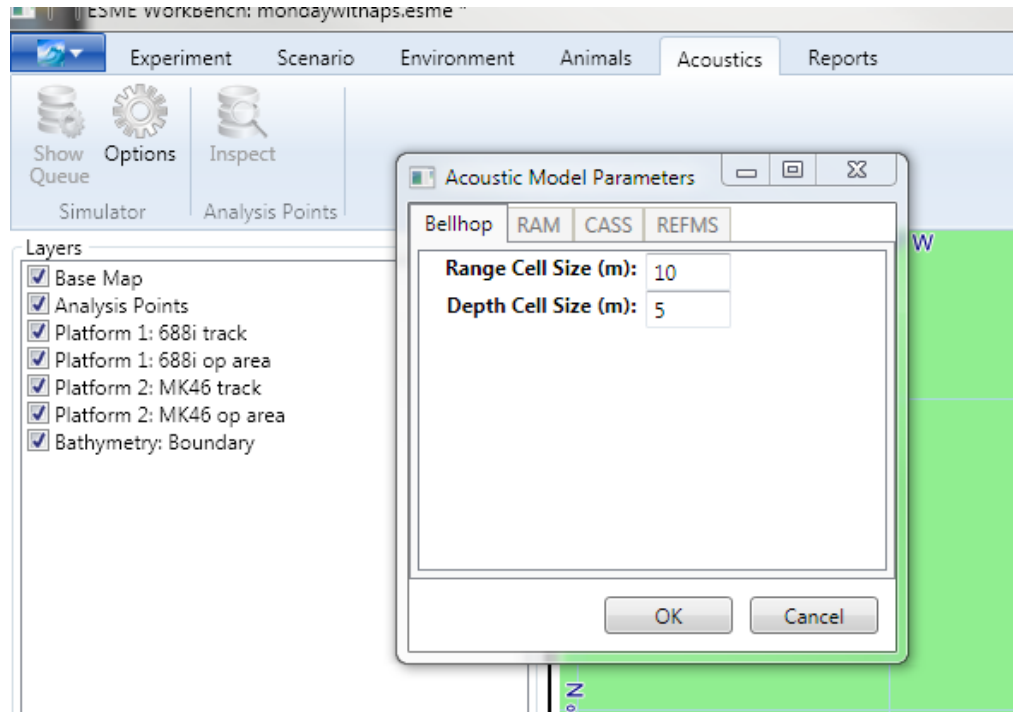 ESME WorkBench: mondaywithaps.esme *
Experiment Scenario Environment Animals Acoustics Reports
Show Queue
Options
Inspect
Simulator
Analysis Points
Layers
Base Map
Analysis Points
Platform 1: 688i track
Platform 1: 688i op area
Platform 2: MK46 track
Platform 2: MK46 op area
Bathymetry: Boundary
Acoustic Model Parameters
Bellhop RAM CASS REFMS
Range Cell Size (m): 10
Depth Cell Size (m): 5
OK Cancel
W
N